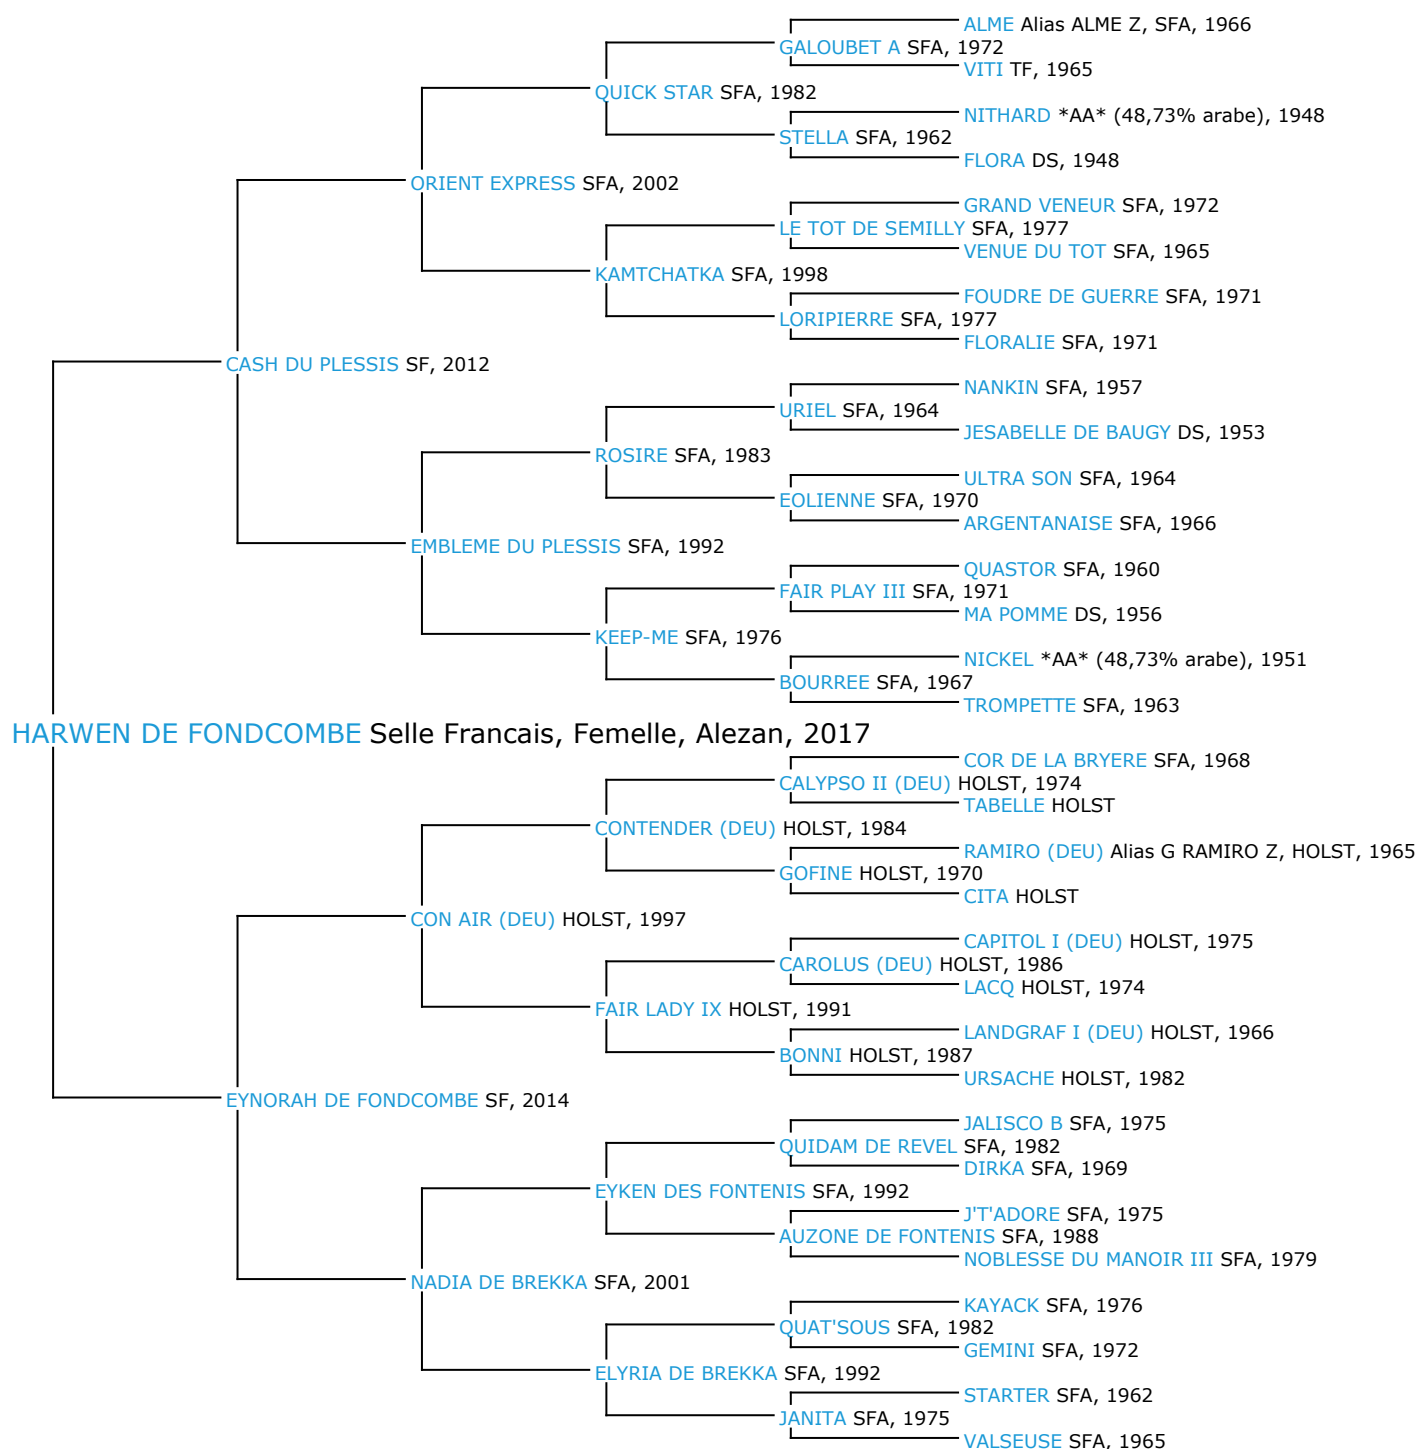 ALME Alias ALME Z, SFA, 1966
GALOUBET A SFA, 1972
VITI TF, 1965
QUICK STAR SFA, 1982
NITHARD *AA* (48,73% arabe), 1948
STELLA SFA, 1962
FLORA DS, 1948
ORIENT EXPRESS SFA, 2002
GRAND VENEUR SFA, 1972
LE TOT DE SEMILLY SFA, 1977
VENUE DU TOT SFA, 1965
KAMTCHATKA SFA, 1998
FOUDRE DE GUERRE SFA, 1971
LORIPIERRE SFA, 1977
FLORALIE SFA, 1971
CASH DU PLESSIS SF, 2012
NANKIN SFA, 1957
URIEL SFA, 1964
JESABELLE DE BAUGY DS, 1953
ROSIRE SFA, 1983
ULTRA SON SFA, 1964
EOLIENNE SFA, 1970
ARGENTANAISE SFA, 1966
EMBLEME DU PLESSIS SFA, 1992
QUASTOR SFA, 1960
FAIR PLAY III SFA, 1971
MA POMME DS, 1956
KEEP-ME SFA, 1976
NICKEL *AA* (48,73% arabe), 1951
BOURREE SFA, 1967
TROMPETTE SFA, 1963
HARWEN DE FONDCOMBE Selle Francais, Femelle, Alezan, 2017
COR DE LA BRYERE SFA, 1968
CALYPSO II (DEU) HOLST, 1974
TABELLE HOLST
CONTENDER (DEU) HOLST, 1984
RAMIRO (DEU) Alias G RAMIRO Z, HOLST, 1965
GOFINE HOLST, 1970
CITA HOLST
CON AIR (DEU) HOLST, 1997
CAPITOL I (DEU) HOLST, 1975
CAROLUS (DEU) HOLST, 1986
LACQ HOLST, 1974
FAIR LADY IX HOLST, 1991
LANDGRAF I (DEU) HOLST, 1966
BONNI HOLST, 1987
URSACHE HOLST, 1982
EYNORAH DE FONDCOMBE SF, 2014
JALISCO B SFA, 1975
QUIDAM DE REVEL SFA, 1982
DIRKA SFA, 1969
EYKEN DES FONTENIS SFA, 1992
J'T'ADORE SFA, 1975
AUZONE DE FONTENIS SFA, 1988
NOBLESSE DU MANOIR III SFA, 1979
NADIA DE BREKKA SFA, 2001
KAYACK SFA, 1976
QUAT'SOUS SFA, 1982
GEMINI SFA, 1972
ELYRIA DE BREKKA SFA, 1992
STARTER SFA, 1962
JANITA SFA, 1975
VALSEUSE SFA, 1965